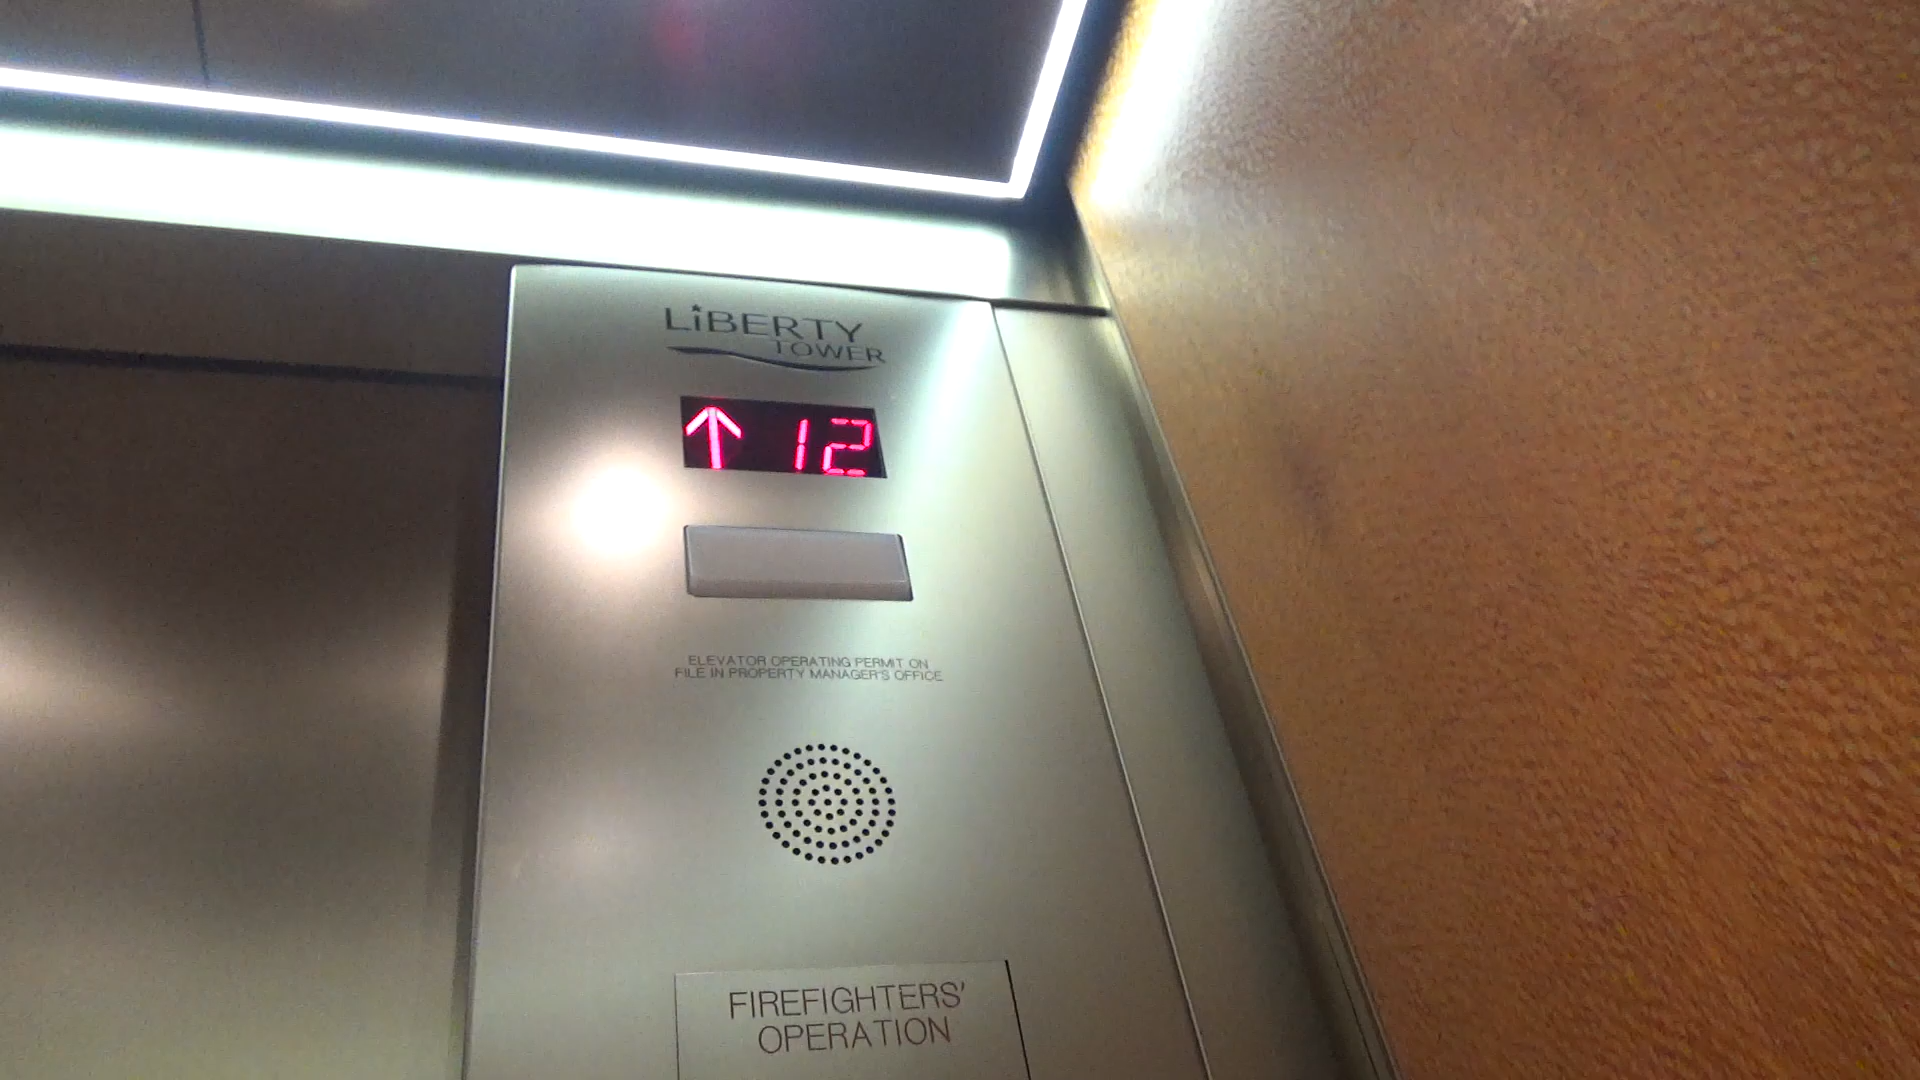 LiBERTY
TOWER
↑ 12
ELEVATOR OPERATING PERMIT ON
FILE IN PROPERTY MANAGER'S OFFICE
FIREFIGHTERS'
OPERATION